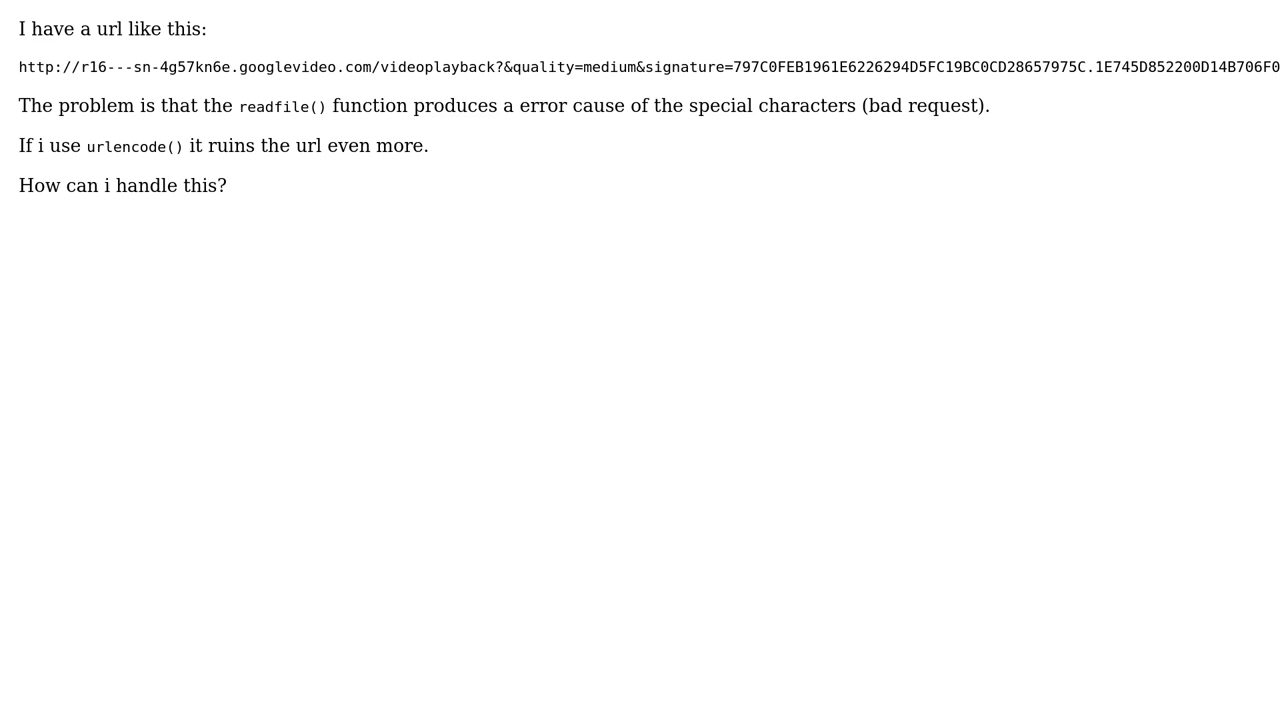 I have a url like this:
http://r16---sn-4g57kn6e.googlevideo.com/videoplayback?&quality=medium&signature=797C0FEB1961E6226294D5FC19BC0CD28657975C.1E745D852200D14B706F0
The problem is that the readfile() function produces a error cause of the special characters (bad request).
If i use urlencode() it ruins the url even more.
How can i handle this?